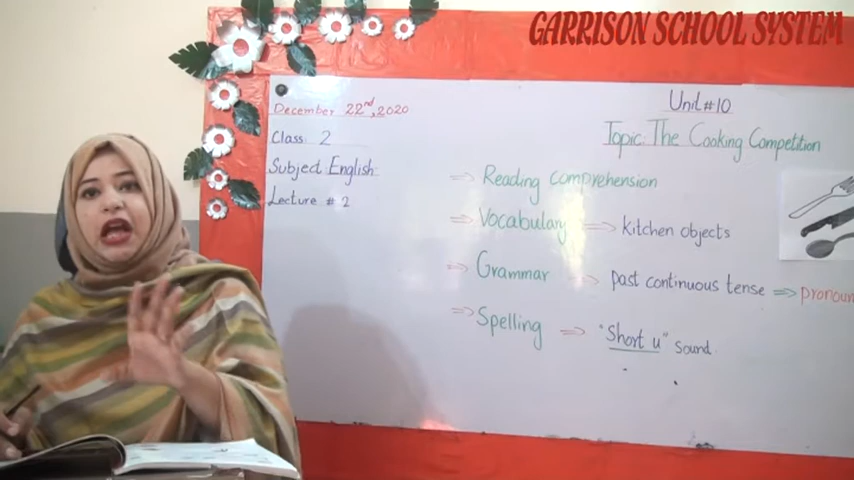 GARRISON SCHOOL SYSTEM
December 22nd, 2020
Class: 2
Subject: English
Lecture # 2
Unit #10
Topic: The Cooking Competition
⇒ Reading comprehension
⇒ Vocabulary ⇒ kitchen objects
⇒ Grammar → past continuous tense ⇒ pronoun
⇒ Spelling ⇒ "Short u" Sound